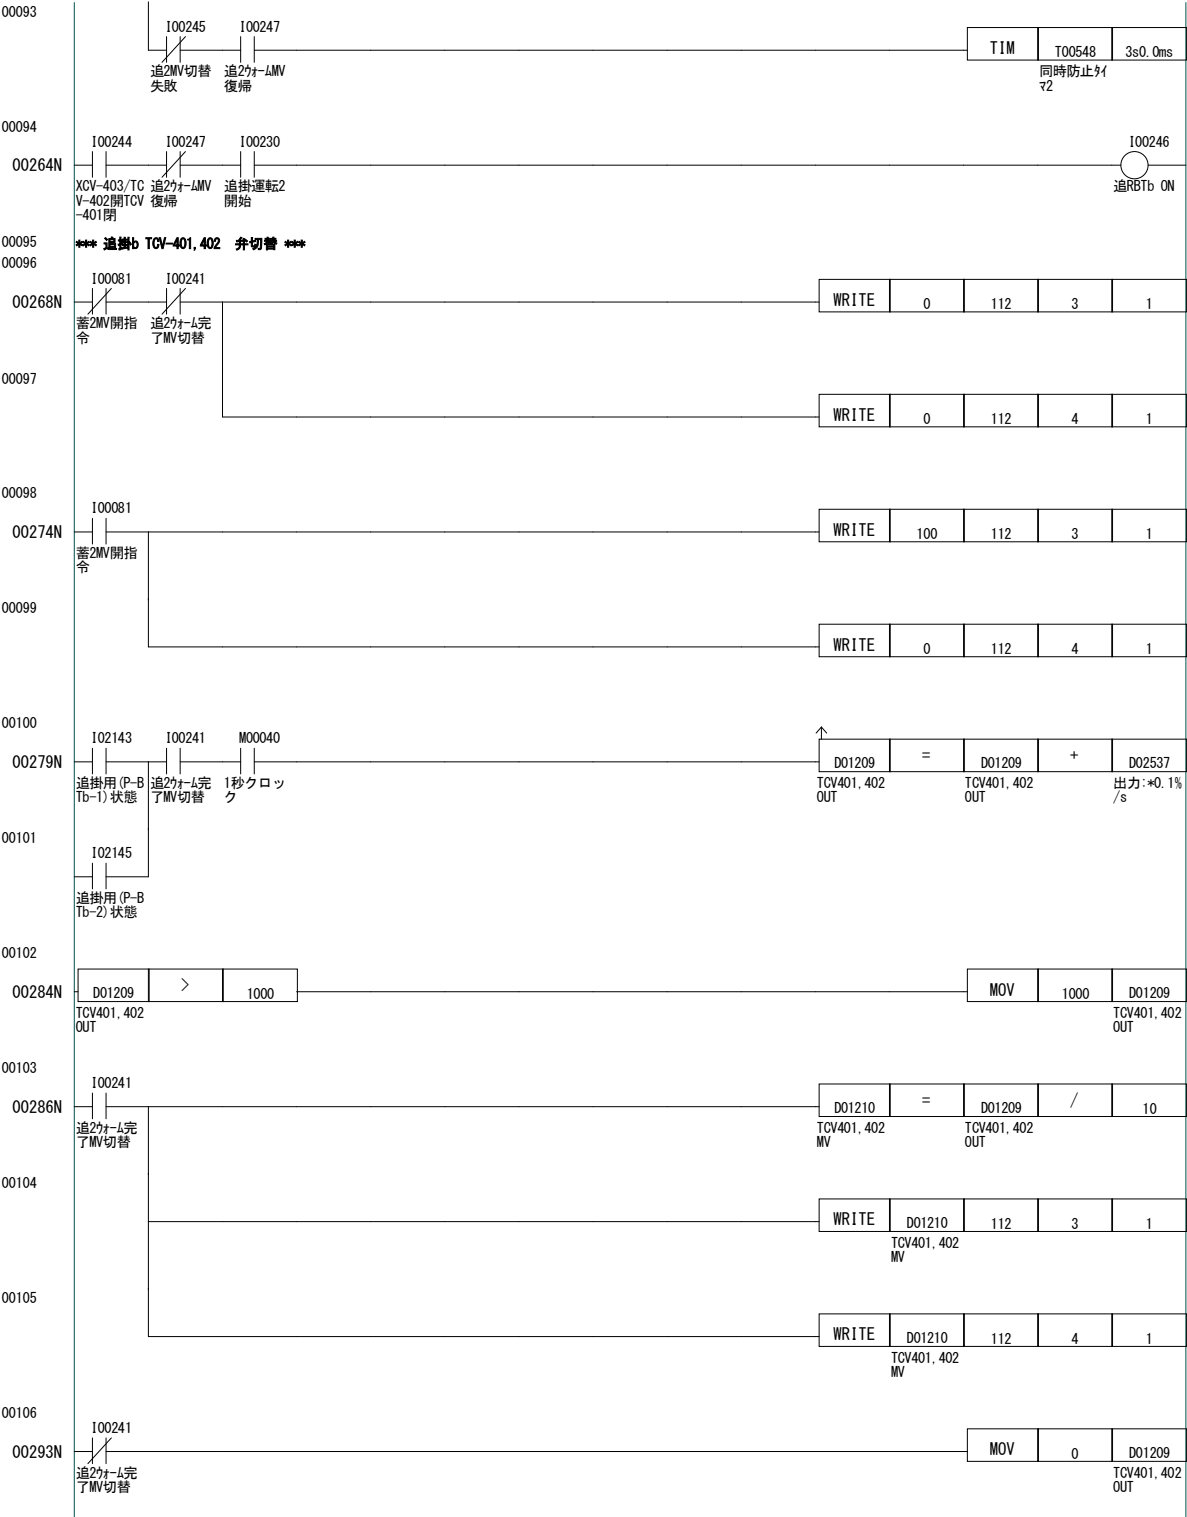 00093
I00245 I00247
TIM T00548 3s0.0ms
追2MV切替 追2ｳｫｰﾑMV 同時防止ﾀｲ
失敗 復帰 ﾏ2
00094
I00244 I00247 I00230 I00246
00264N
XCV-403/TC 追2ｳｫｰﾑMV 追掛運転2 追RBTb ON
V-402開TCV 復帰 開始
-401閉
00095 *** 追掛b TCV-401,402 弁切替 ***
00096
I00081 I00241
00268N WRITE 0 112 3 1
蓄2MV開指 追2ｳｫｰﾑ完
令 了MV切替
00097
WRITE 0 112 4 1
00098
I00081
00274N WRITE 100 112 3 1
蓄2MV開指
令
00099
WRITE 0 112 4 1
00100
I02143 I00241 M00040
00279N D01209 = D01209 + D02537
追掛用(P-B 追2ｳｫｰﾑ完 1秒クロッ TCV401,402 TCV401,402 出力:*0.1%
Tb-1)状態 了MV切替 ク OUT OUT /s
00101
I02145
追掛用(P-B
Tb-2)状態
00102
00284N D01209 > 1000 MOV 1000 D01209
TCV401,402 TCV401,402
OUT OUT
00103
I00241
00286N D01210 = D01209 / 10
追2ｳｫｰﾑ完 TCV401,402 TCV401,402
了MV切替 MV OUT
00104
WRITE D01210 112 3 1
TCV401,402
MV
00105
WRITE D01210 112 4 1
TCV401,402
MV
00106
I00241
00293N MOV 0 D01209
追2ｳｫｰﾑ完 TCV401,402
了MV切替 OUT